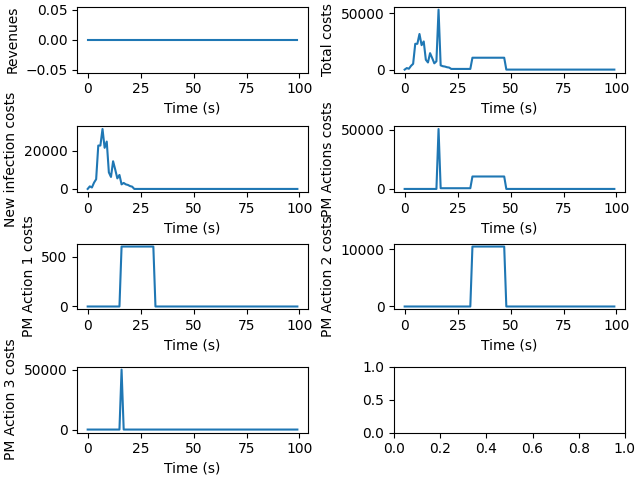 Revenues
0.05
0.00
−0.05
0 25 50 75 100
Time (s)
Total costs
50000
0
0 25 50 75 100
Time (s)
New infection costs
20000
0
0 25 50 75 100
Time (s)
PM Actions costs
50000
0
0 25 50 75 100
Time (s)
PM Action 1 costs
500
0
0 25 50 75 100
Time (s)
PM Action 2 costs
10000
0
0 25 50 75 100
Time (s)
PM Action 3 costs
50000
0
0 25 50 75 100
Time (s)
1.0
0.5
0.0
0.0 0.2 0.4 0.6 0.8 1.0